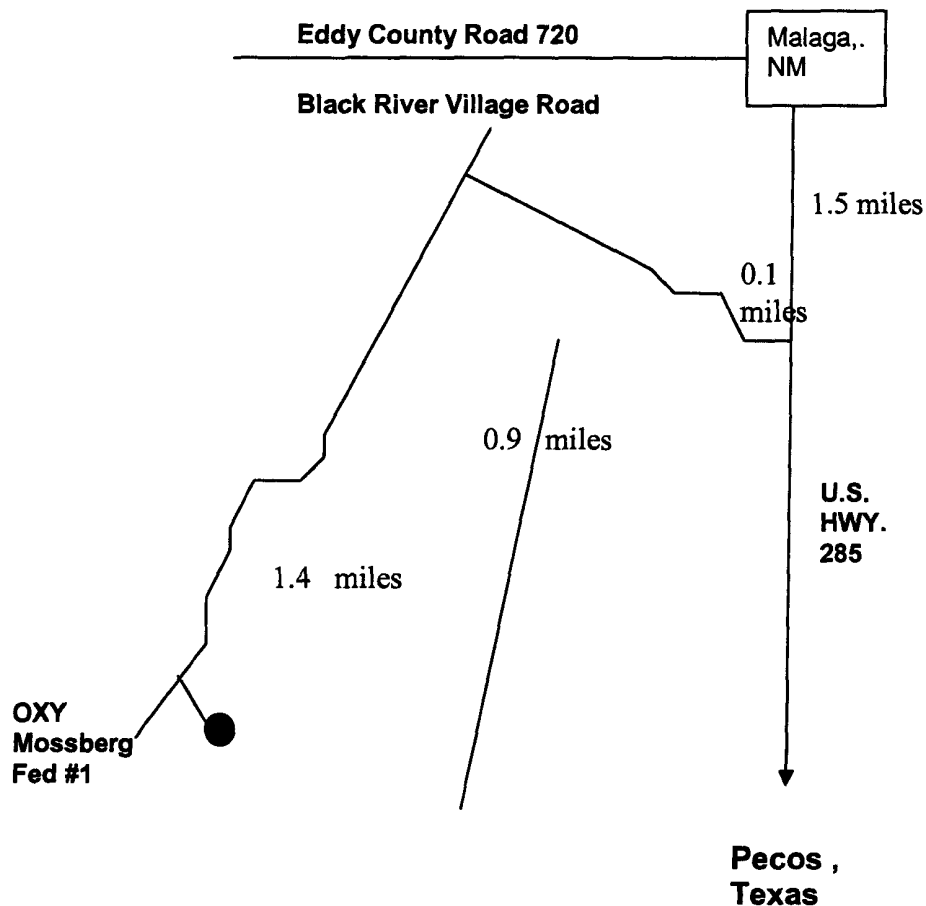 Eddy County Road 720
Malaga,.
NM
Black River Village Road
1.5 miles
0.1
miles
0.9 miles
U.S.
HWY.
285
1.4 miles
OXY
Mossberg
Fed #1
Pecos ,
Texas